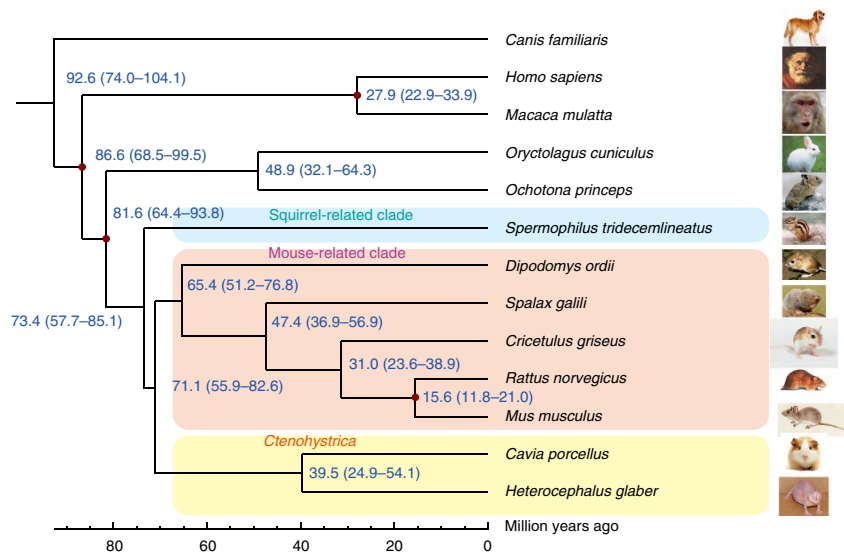 Canis familiaris
92.6 (74.0–104.1)
Homo sapiens
27.9 (22.9–33.9)
Macaca mulatta
86.6 (68.5–99.5)
Oryctolagus cuniculus
48.9 (32.1–64.3)
Ochotona princeps
81.6 (64.4–93.8)
Squirrel-related clade
Spermophilus tridecemlineatus
Mouse-related clade
Dipodomys ordii
65.4 (51.2–76.8)
Spalax galili
73.4 (57.7–85.1)
47.4 (36.9–56.9)
Cricetulus griseus
31.0 (23.6–38.9)
Rattus norvegicus
71.1 (55.9–82.6)
15.6 (11.8–21.0)
Mus musculus
Ctenohystrica
Cavia porcellus
39.5 (24.9–54.1)
Heterocephalus glaber
Million years ago
80 60 40 20 0